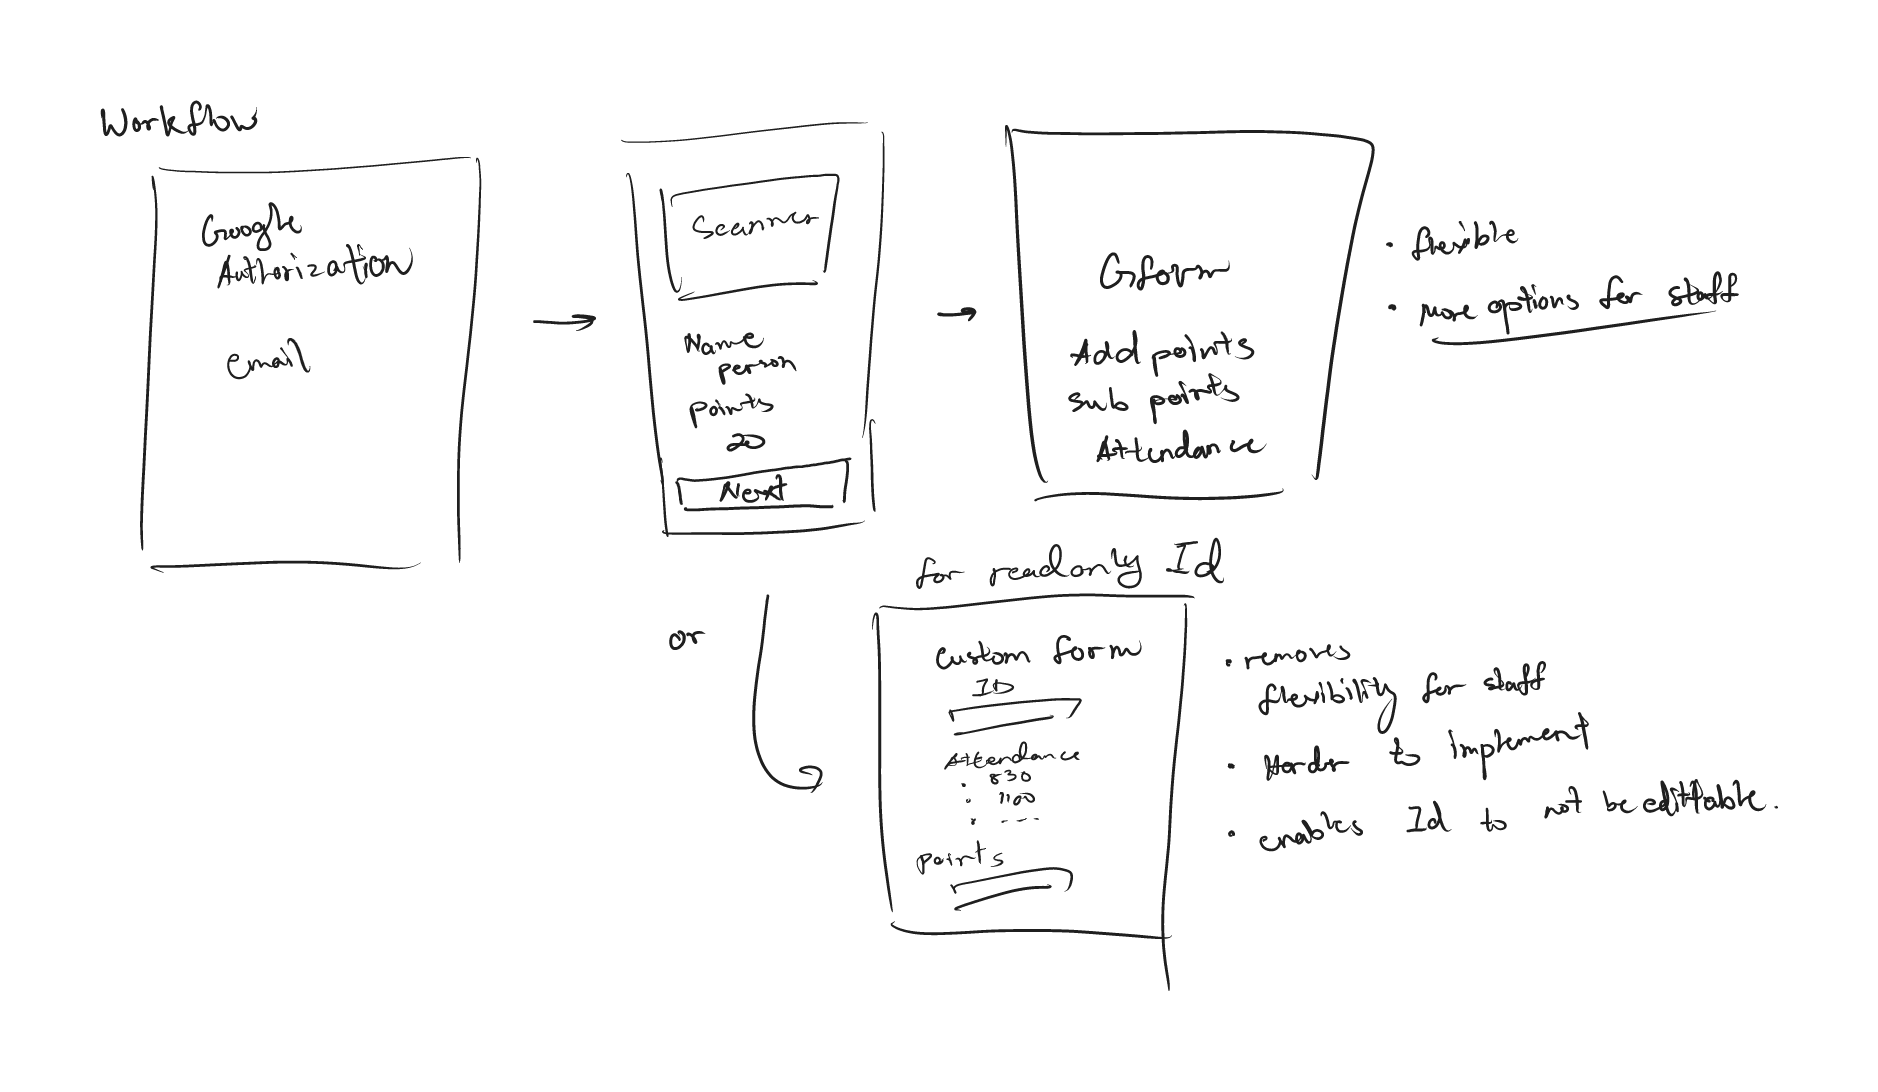 Workflow
Google
Authorization
email
Scanner
Name
person
points
20
Next
Gform
Add points
sub points
Attendance
• flexible
• more options for staff
or
for readonly Id
Custom form
ID
Attendance
• 830
• 1100
• ---
points
• removes
flexibility for staff
• Harder to implement
• enables Id to not be edittable.